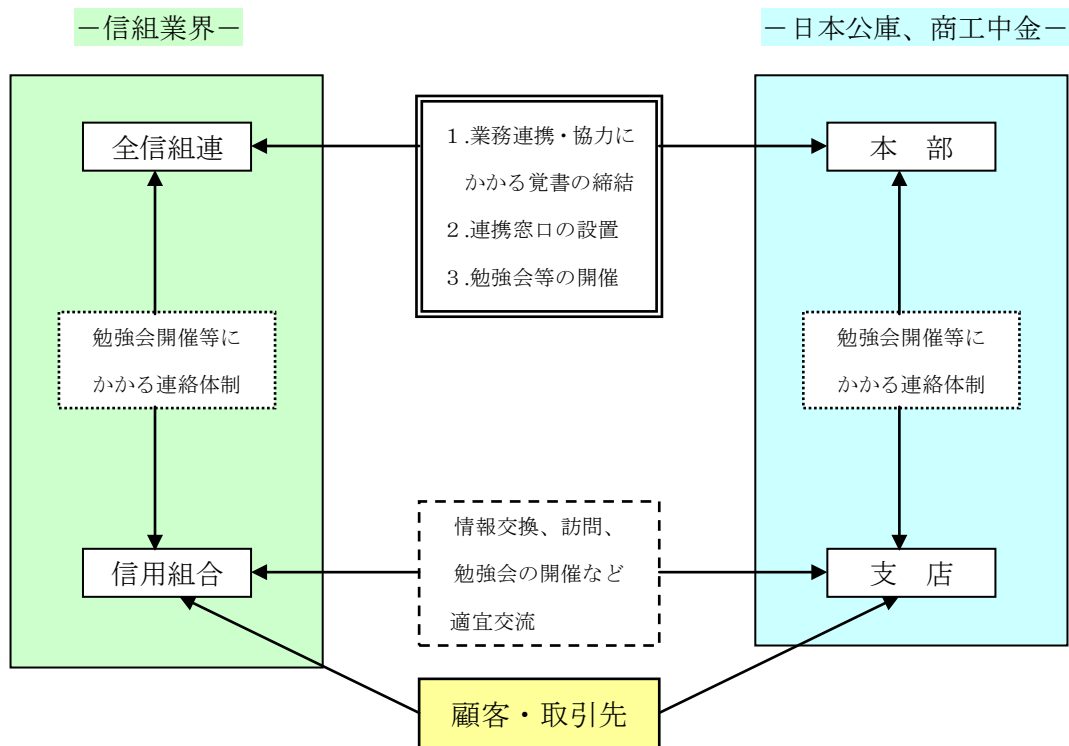 －信組業界－
－日本公庫、商工中金－
全信組連
１.業務連携・協力に
かかる覚書の締結
２.連携窓口の設置
３.勉強会等の開催
本　部
勉強会開催等に
かかる連絡体制
勉強会開催等に
かかる連絡体制
信用組合
情報交換、訪問、
勉強会の開催など
適宜交流
支　店
顧客・取引先